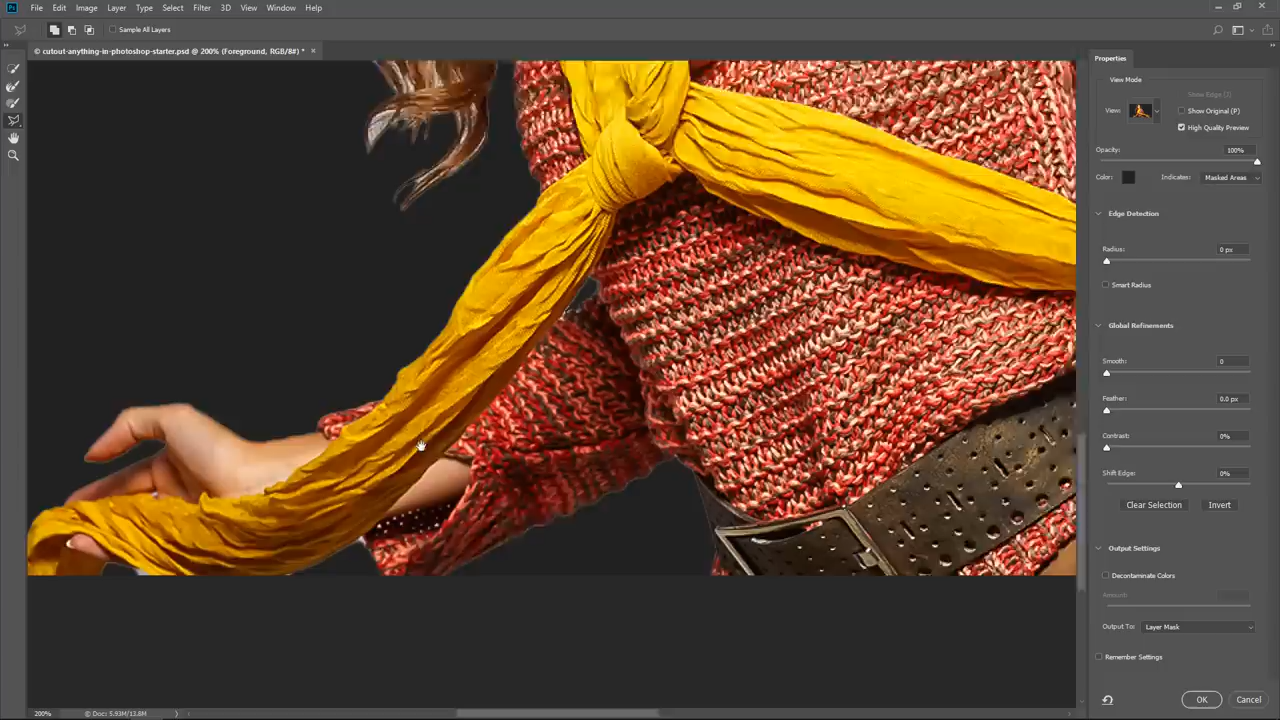 Ps File Edit Image Layer Type Select Filter 3D View Window Help
Sample All Layers
© cutout-anything-in-photoshop-starter.psd @ 200% (Foreground, RGB/8#) * ×
Properties
View Mode
Show Edge (J)
View:
Show Original (P)
High Quality Preview
Opacity: 100%
Color: Indicates: Masked Areas
Edge Detection
Radius: 0 px
Smart Radius
Global Refinements
Smooth: 0
Feather: 0.0 px
Contrast: 0%
Shift Edge: 0%
Clear Selection Invert
Output Settings
Decontaminate Colors
Amount:
Output To: Layer Mask
Remember Settings
OK Cancel
200% © Doc: 5.93M/13.8M